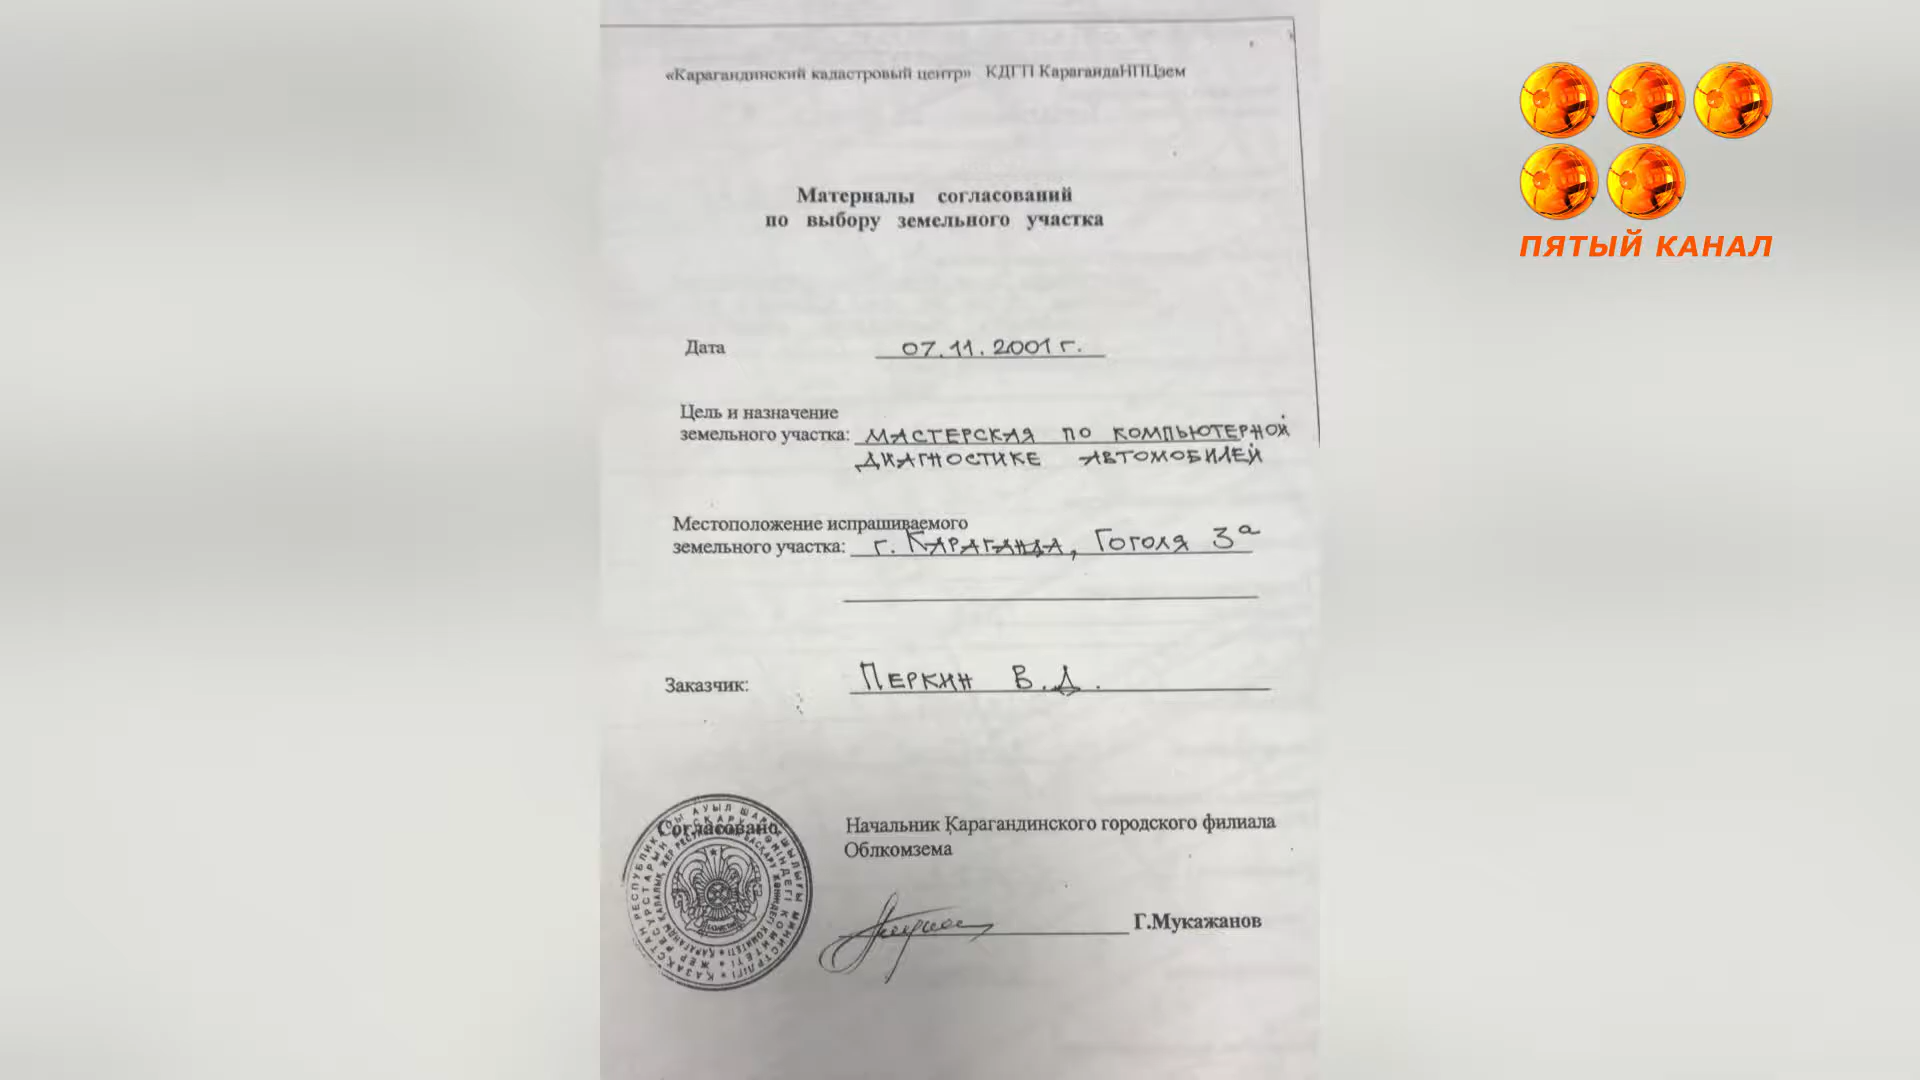 «Карагандинский кадастровый центр» КДГП КарагандаНПЦзем
Материалы согласований
по выбору земельного участка
Дата 07.11.2001 г.
Цель и назначение
земельного участка: МАСТЕРСКАЯ ПО КОМПЬЮТЕРНОЙ
ДИАГНОСТИКЕ АВТОМОБИЛЕЙ
Местоположение испрашиваемого
земельного участка: г. КАРАГАНДА, Гоголя 3а
Заказчик: ПЕРКИН В.Д.
Согласовано
Начальник Карагандинского городского филиала
Облкомзема
Г.Мукажанов
ПЯТЫЙ КАНАЛ